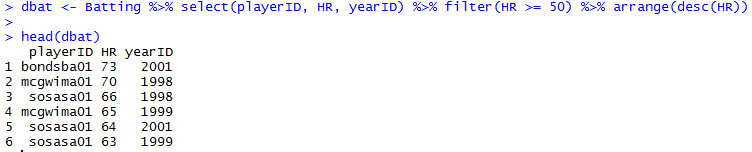 > dbat <- Batting %>% select(playerID, HR, yearID) %>% filter(HR >= 50) %>% arrange(desc(HR))
>
> head(dbat)
   playerID HR yearID
1 bondsba01 73   2001
2 mcgwima01 70   1998
3  sosasa01 66   1998
4 mcgwima01 65   1999
5  sosasa01 64   2001
6  sosasa01 63   1999